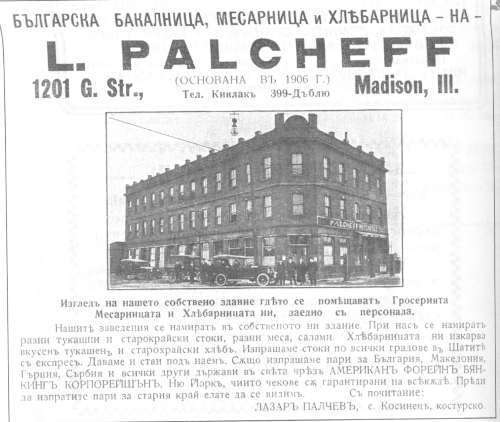 БЪЛГАРСКА БАКАЛНИЦА, МЕСАРНИЦА и ХЛѢБАРНИЦА - НА -
L. PALCHEFF
1201 G. Str.,
(ОСНОВАНА ВЪ 1906 Г.)
Тел. Кинлакъ 399-Дъблю
Madison, Ill.
PALCHEFF
Изгледъ на нашето собствено здание гдѣто се помѣщаватъ Гросерията
Месарницата и Хлѣбарницата ни, заедно съ персонала.
Нашитѣ заведения се намиратъ въ собственото ни здание. При насъ се намиратъ
разни тукашни и старокрайски стоки, разни меса, салами. Хлѣбарницата ни изкарва
вкусенъ тукашенъ и старокрайски хлѣбъ. Изпращаме стоки по всички градове въ Щатитѣ
съ експресъ. Даваме и стаи подъ наемъ. Сѫщо изпращаме пари за България, Македония,
Гърция, Сърбия и всички други държави въ свѣта чрѣзъ АМЕРИКАНЪ ФОРЕЙНЪ БЯН-
КИНГЪ КОРПОРЕЙШЪНЪ, Ню Йоркъ, чиито чекове сѫ гарантирани на всѣкждѣ. Прѣди
да изпратите пари за стария край елате да се видимъ.
Съ почитание:
ЛАЗАРЪ ПАЛЧЕВЪ, с. Косинецъ, костурско.